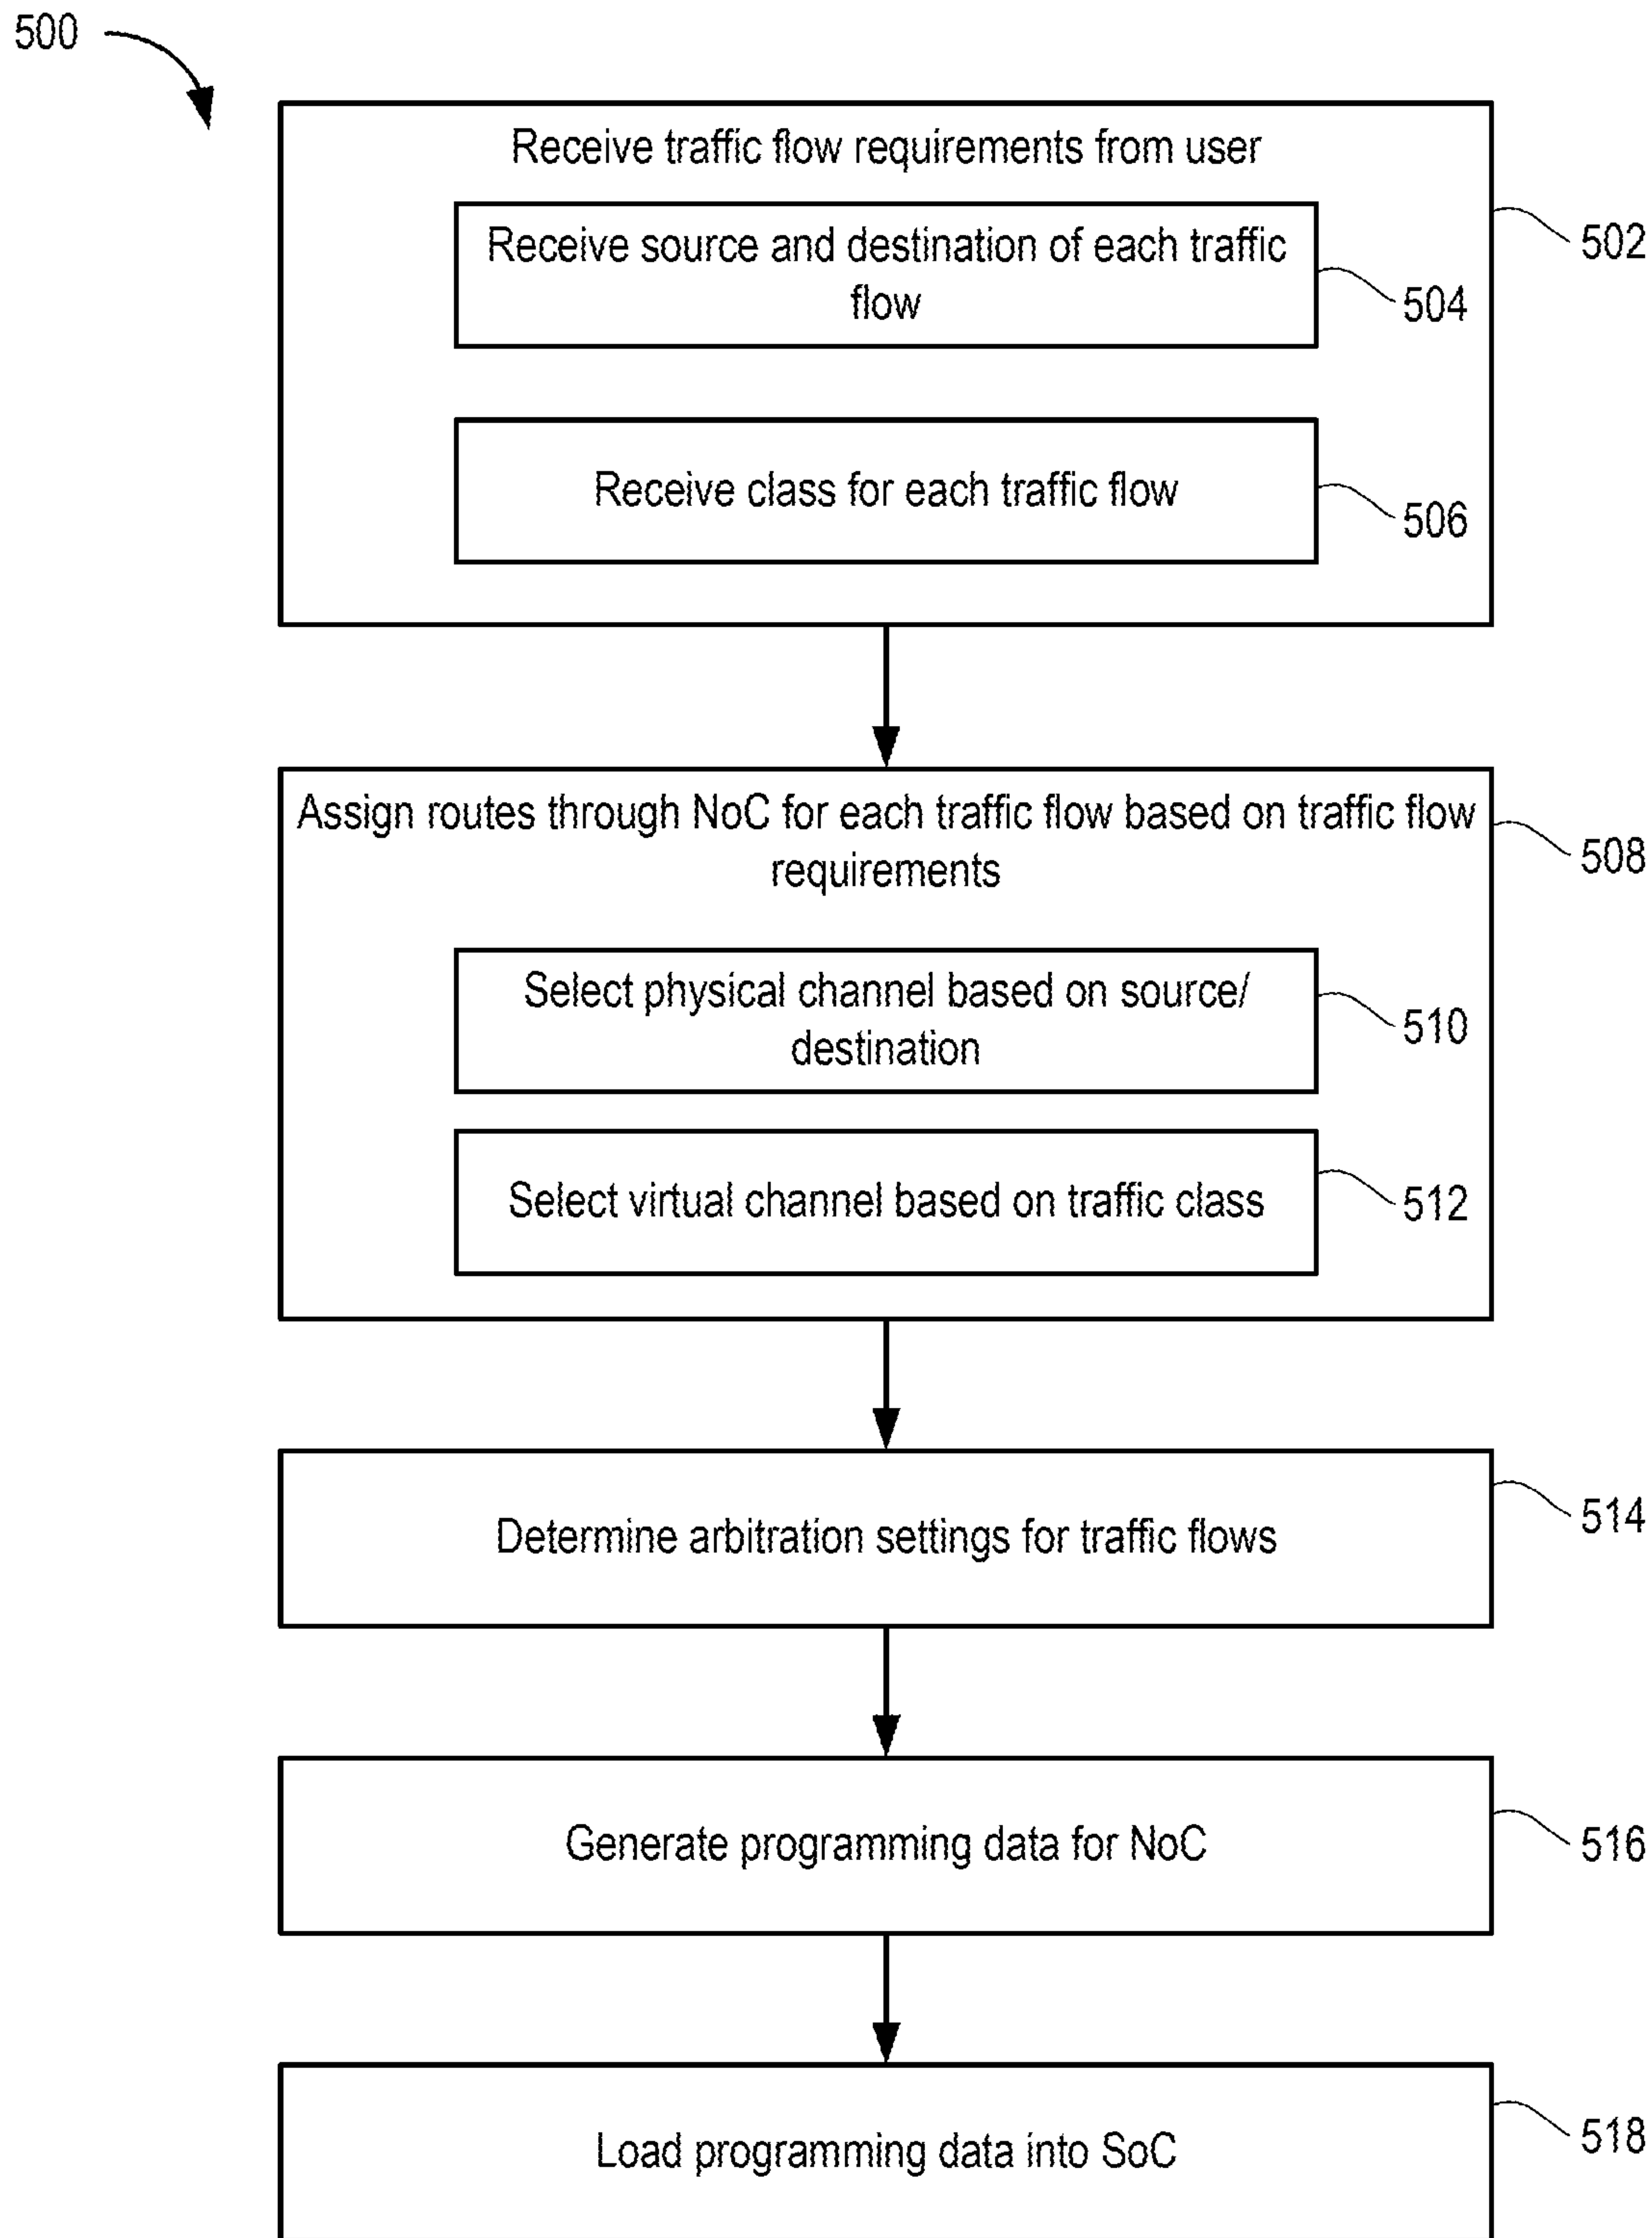 500
Receive traffic flow requirements from user
502
Receive source and destination of each traffic
flow
504
Receive class for each traffic flow
506
Assign routes through NoC for each traffic flow based on traffic flow
requirements
508
Select physical channel based on source/
destination
510
Select virtual channel based on traffic class
512
Determine arbitration settings for traffic flows
514
Generate programming data for NoC
516
Load programming data into SoC
518